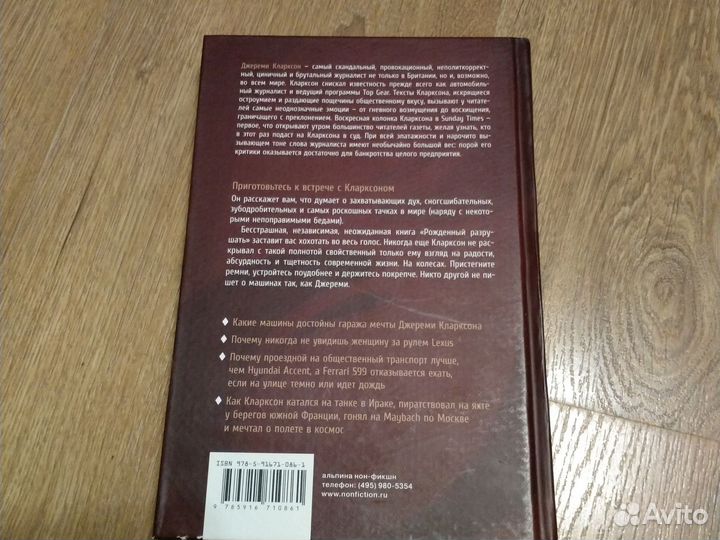 Джереми Кларксон – самый скандальный, провокационный, неполиткоррект-
ный, циничный и брутальный журналист не только в Британии, но и, возможно,
во всем мире. Кларксон снискал известность прежде всего как автомобиль-
ный журналист и ведущий программы Top Gear. Тексты Кларксона, искрящиеся
остроумием и раздающие пощечины общественному вкусу, вызывают у читате-
лей самые неоднозначные эмоции – от гневного возмущения до восхищения,
граничащего с преклонением. Воскресная колонка Кларксона в Sunday Times –
первое, что открывают утром большинство читателей газеты, желая узнать, кто
в этот раз подаст на Кларксона в суд. При всей эпатажности и нарочито вы-
зывающем тоне слова журналиста имеют необычайно большой вес: порой его
критики оказывается достаточно для банкротства целого предприятия.
Приготовьтесь к встрече с Кларксоном
Он расскажет вам, что думает о захватывающих дух, сногсшибательных,
зубодробительных и самых роскошных тачках в мире (наряду с некото-
рыми непоправимыми бедами).
Бесстрашная, независимая, неожиданная книга «Рожденный разру-
шать» заставит вас хохотать во весь голос. Никогда еще Кларксон не рас-
крывал с такой полнотой свойственный только ему взгляд на радости,
абсурдность и тщетность современной жизни. На колесах. Пристегните
ремни, устройтесь поудобнее и держитесь покрепче. Никто другой не пи-
шет о машинах так, как Джереми.
♦ Какие машины достойны гаража мечты Джереми Кларксона
♦ Почему никогда не увидишь женщину за рулем Lexus
♦ Почему проездной на общественный транспорт лучше,
чем Hyundai Accent, а Ferrari 599 отказывается ехать,
если на улице темно или идет дождь
♦ Как Кларксон катался на танке в Ираке, пиратствовал на яхте
у берегов южной Франции, гонял на Maybach по Москве
и мечтал о полете в космос
ISBN 978-5-91671-086-1
9 785916 710861
альпина нон-фикшн
телефон: (495) 980-5354
www.nonfiction.ru
Avito